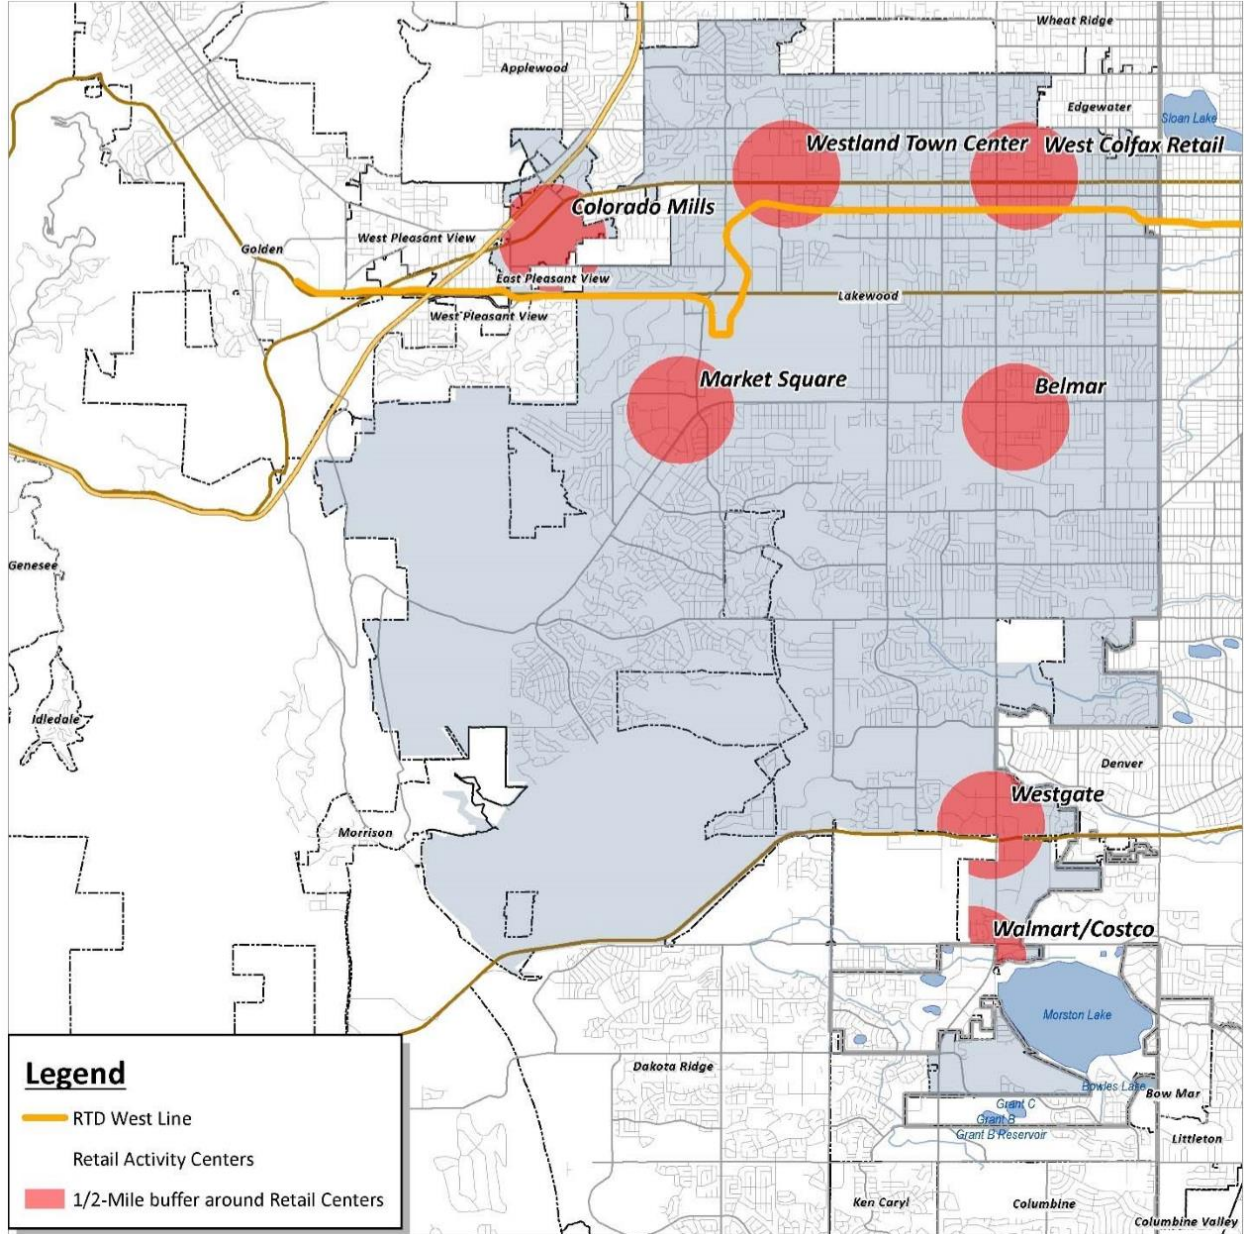 Wheat Ridge
Applewood
Edgewater
Sloan Lake
Westland Town Center
West Colfax Retail
Colorado Mills
West Pleasant View
Golden
East Pleasant View
Lakewood
West Pleasant View
Market Square
Belmar
Genesee
Idledale
Denver
Westgate
Morrison
Walmart/Costco
Morston Lake
Legend
RTD West Line
Retail Activity Centers
1/2-Mile buffer around Retail Centers
Dakota Ridge
Bowles Lake
Bow Mar
Grant C
Grant B
Grant B Reservoir
Littleton
Ken Caryl
Columbine
Columbine Valley